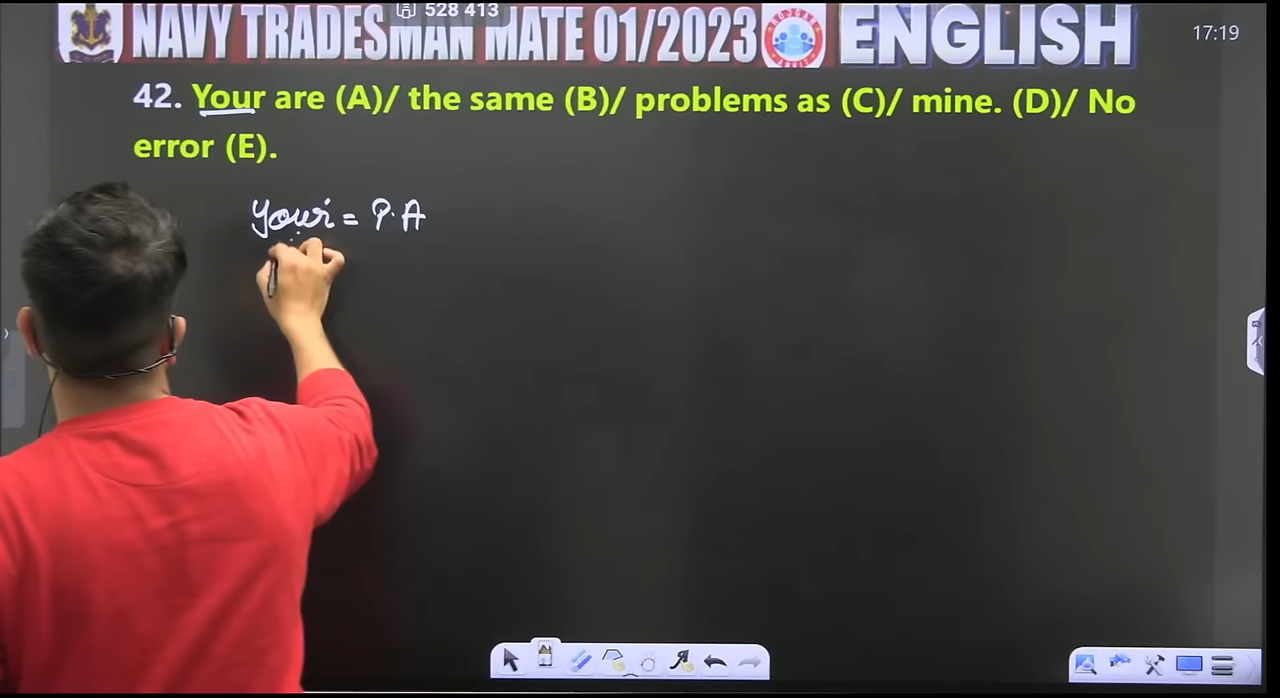 528 413
NAVY TRADESMAN MATE 01/2023 ENGLISH
17:19
42. Your are (A)/ the same (B)/ problems as (C)/ mine. (D)/ No
error (E).
Your = P.A